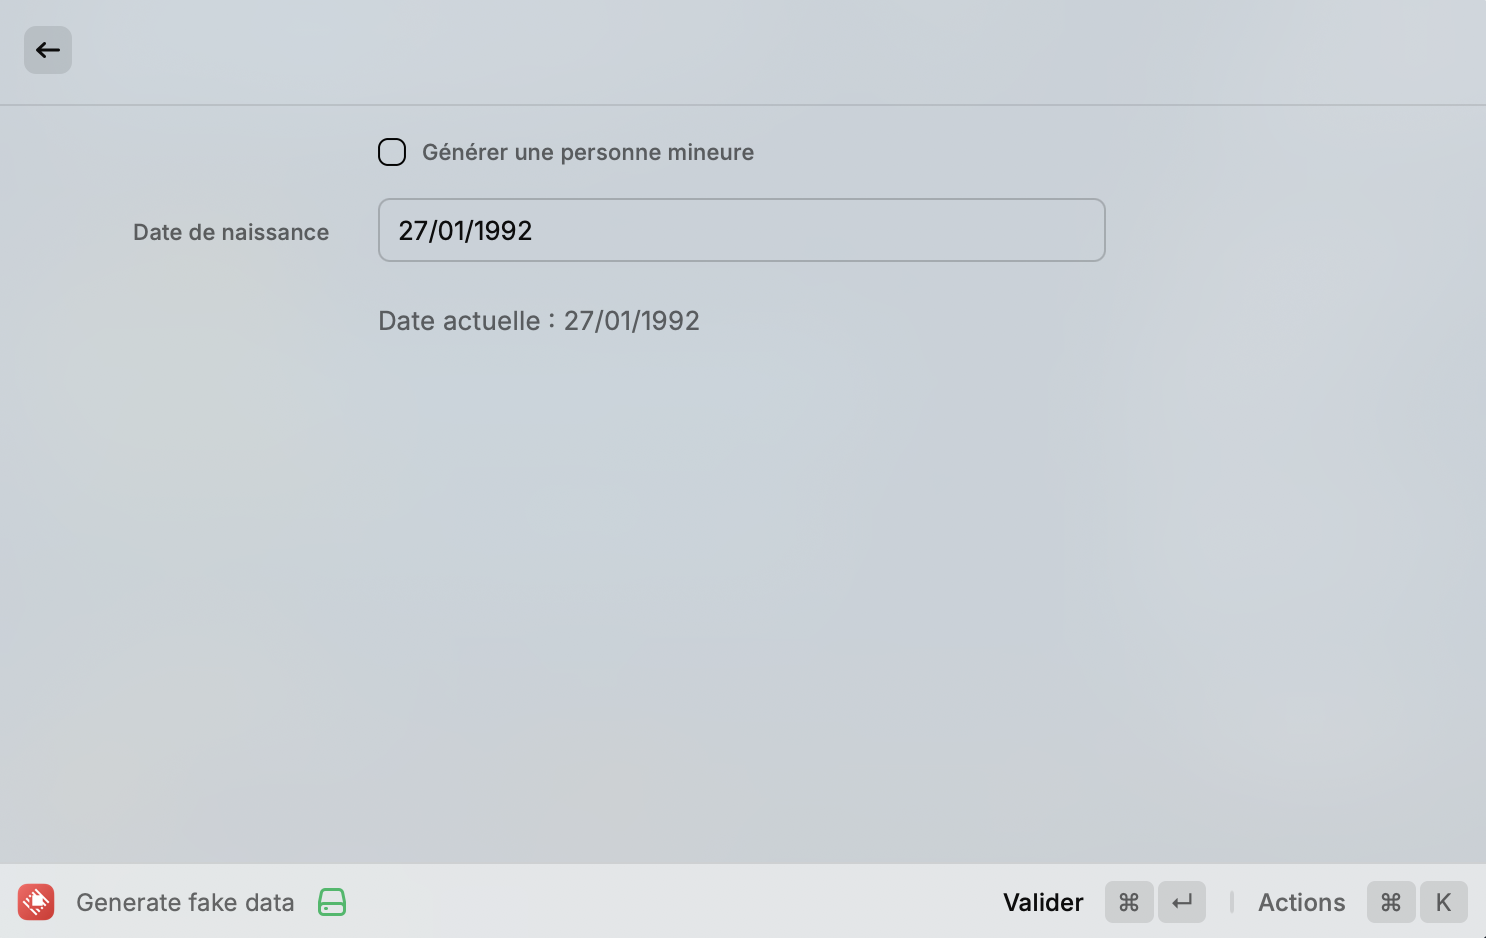 Générer une personne mineure
Date de naissance
27/01/1992
Date actuelle : 27/01/1992
Generate fake data
Valider ⌘ ↵ Actions ⌘ K